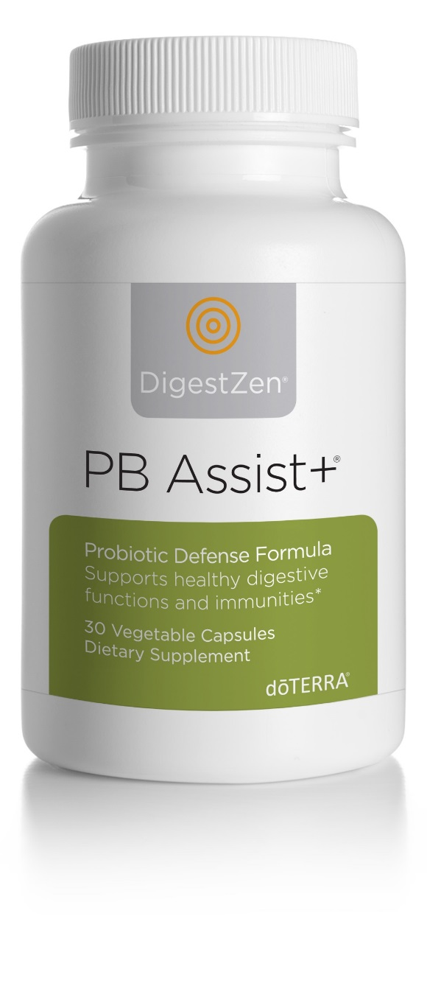 DigestZen®
PB Assist+®
Probiotic Defense Formula
Supports healthy digestive
functions and immunities*
30 Vegetable Capsules
Dietary Supplement
dōTERRA®